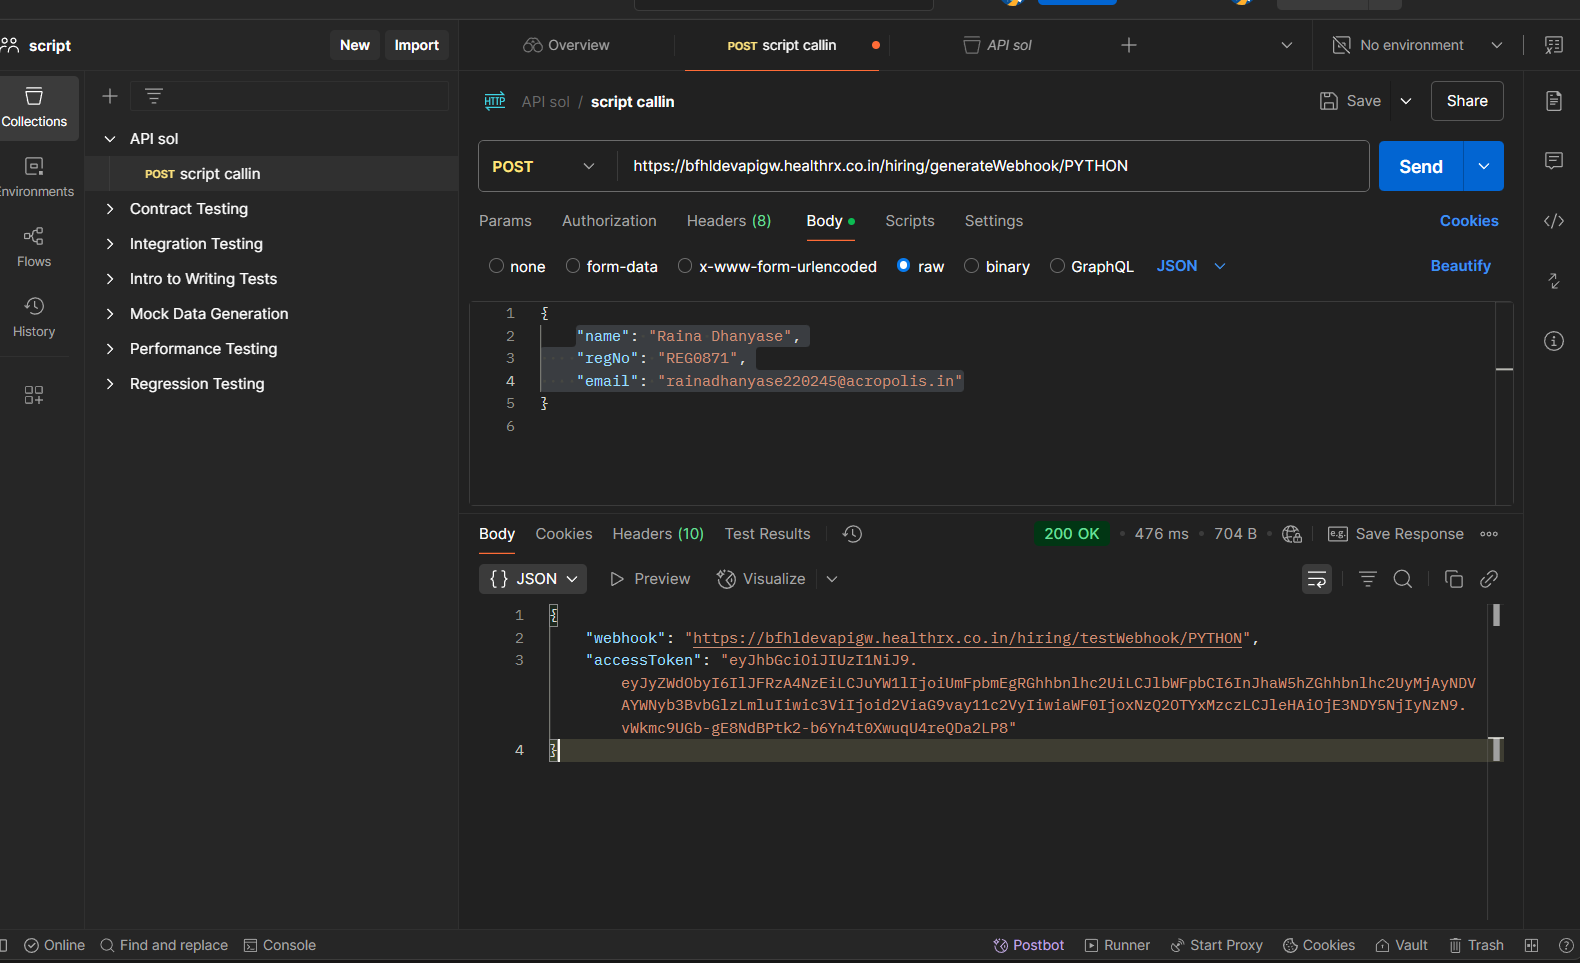 script
New
Import
Overview
POST script callin
API sol
No environment
Collections
API sol
POST script callin
Contract Testing
Integration Testing
Intro to Writing Tests
Mock Data Generation
Performance Testing
Regression Testing
nvironments
Flows
History
HTTP
API sol / script callin
Save
Share
POST
https://bfhldevapigw.healthrx.co.in/hiring/generateWebhook/PYTHON
Send
Params
Authorization
Headers (8)
Body
Scripts
Settings
Cookies
none
form-data
x-www-form-urlencoded
raw
binary
GraphQL
JSON
Beautify
1 {
2 "name": "Raina Dhanyase",
3 "regNo": "REG0871",
4 "email": "rainadhanyase220245@acropolis.in"
5 }
6
Body
Cookies
Headers (10)
Test Results
200 OK
476 ms
704 B
e.g.
Save Response
{} JSON
Preview
Visualize
1 {
2 "webhook": "https://bfhldevapigw.healthrx.co.in/hiring/testWebhook/PYTHON",
3 "accessToken": "eyJhbGciOiJIUzI1NiJ9.
eyJyZWdObyI6IlJFRzA4NzEiLCJuYW1lIjoiUmFpbmEgRGhhbnlhc2UiLCJlbWFpbCI6InJhaW5hZGhhbnlhc2UyMjAyNDV
AYWNyb3BvbGlzLmluIiwic3ViIjoid2ViaG9vay11c2VyIiwiaWF0IjoxNzQ2OTYxMzczLCJleHAiOjE3NDY5NjIyNzN9.
vWkmc9UGb-gE8NdBPtk2-b6Yn4t0XwuqU4reQDa2LP8"
4 }
Online
Find and replace
Console
Postbot
Runner
Start Proxy
Cookies
Vault
Trash